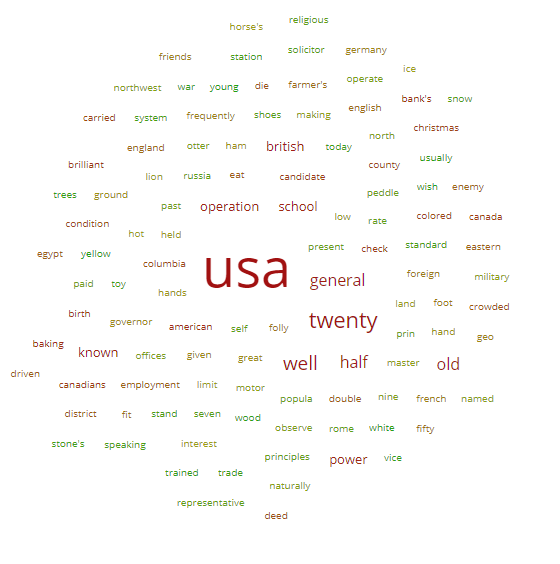 horse's religious
friends station solicitor germany
northwest war young die farmer's operate ice
carried system frequently shoes making english bank's snow
england otter ham british today north christmas
brilliant lion russia eat candidate county usually
trees ground past operation school peddle wish enemy
condition hot held low rate colored canada
egypt yellow columbia usa present check standard eastern
paid toy hands general foreign military
birth governor american self folly twenty land foot crowded
baking known offices given great well half prin hand geo
driven canadians employment limit motor master old
district fit stand seven wood popula double nine french named
stone's speaking interest observe rome white fifty
trained trade principles power vice
representative naturally
deed